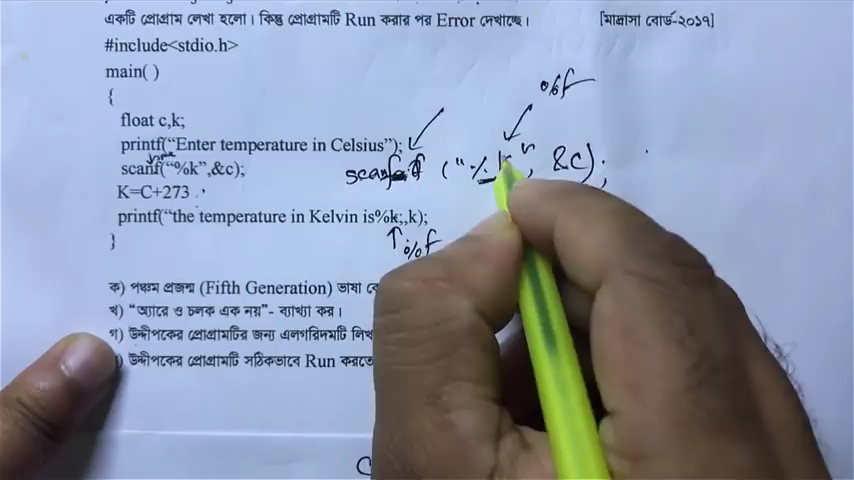 একটি প্রোগ্রাম লেখা হলো। কিন্তু প্রোগ্রামটি Run করার পর Error দেখাচ্ছে। [মাদ্রাসা বোর্ড-২০১৭]
#include<stdio.h>
main( )
{
float c,k;
%f
printf(“Enter temperature in Celsius”);
scanf(“%k”,&c);
&c);
K=C+273
printf(“the temperature in Kelvin is%k;,k);
}
%f
ক) পঞ্চম প্রজন্ম (Fifth Generation) ভাষা
খ) “অ্যারে ও চলক এক নয়”- ব্যাখ্যা কর।
গ) উদ্দীপকের প্রোগ্রামটির জন্য এলগরিদমটি
উদ্দীপকের প্রোগ্রামটি সঠিকভাবে Run করতে